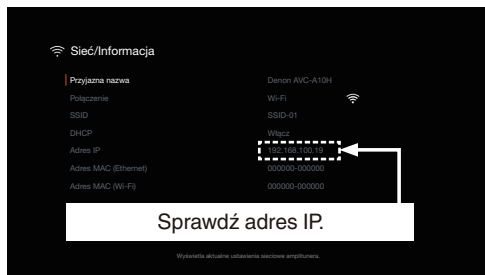 Sieć/Informacja
Przyjazna nazwa Denon AVC-A10H
Połączenie Wi-Fi
SSID SSID-01
DHCP Włącz
Adres IP 192.168.100.19
Adres MAC (Ethernet) 000000-000000
Adres MAC (Wi-Fi) 000000-000000
Sprawdź adres IP.
Wyświetla aktualne ustawienia sieciowe amplitunera.